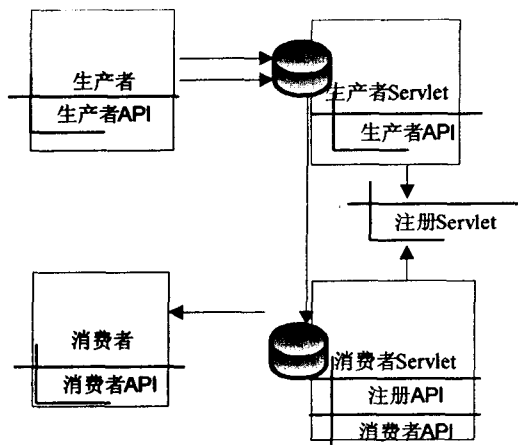 生产者
生产者API
生产者Servlet
生产者API
注册Servlet
消费者
消费者API
消费者Servlet
注册API
消费者API